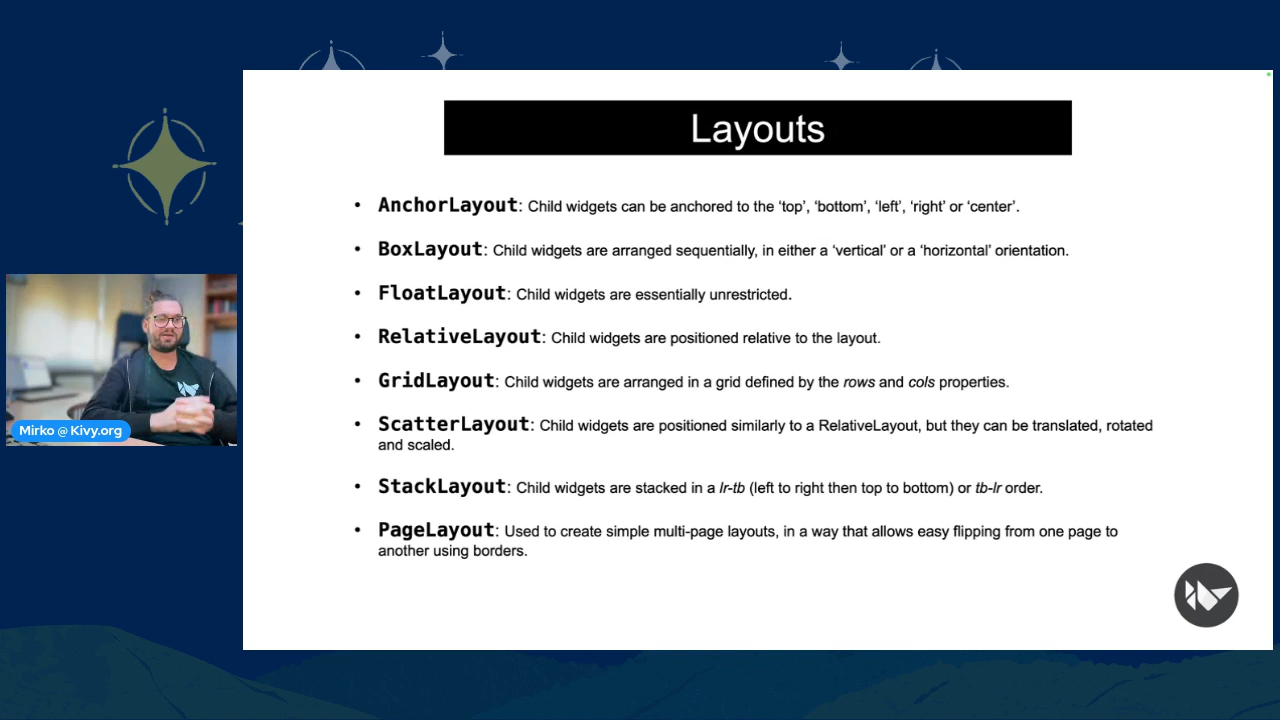 Layouts
• AnchorLayout: Child widgets can be anchored to the ‘top’, ‘bottom’, ‘left’, ‘right’ or ‘center’.
• BoxLayout: Child widgets are arranged sequentially, in either a ‘vertical’ or a ‘horizontal’ orientation.
• FloatLayout: Child widgets are essentially unrestricted.
• RelativeLayout: Child widgets are positioned relative to the layout.
• GridLayout: Child widgets are arranged in a grid defined by the rows and cols properties.
• ScatterLayout: Child widgets are positioned similarly to a RelativeLayout, but they can be translated, rotated
and scaled.
• StackLayout: Child widgets are stacked in a lr-tb (left to right then top to bottom) or tb-lr order.
• PageLayout: Used to create simple multi-page layouts, in a way that allows easy flipping from one page to
another using borders.
Mirko @ Kivy.org